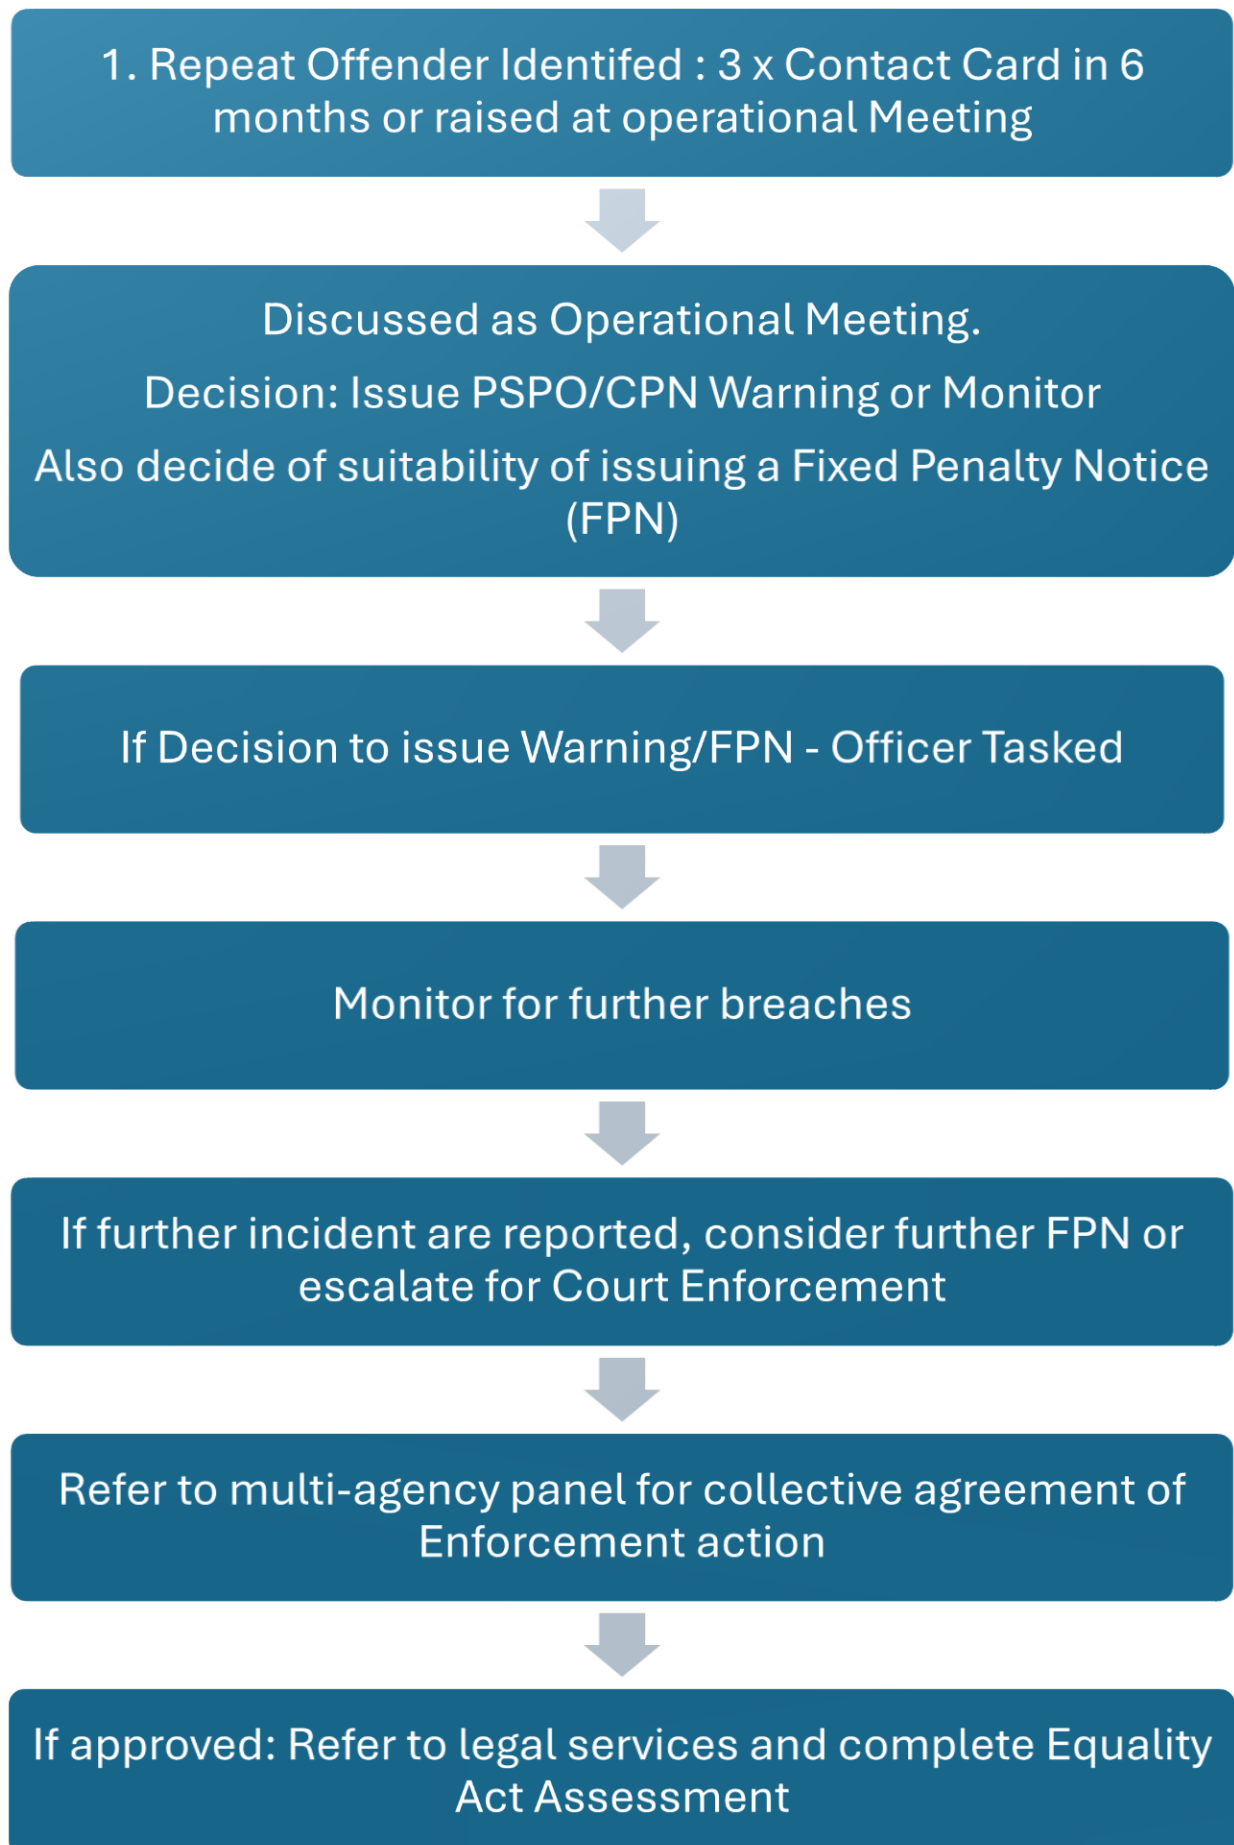 1. Repeat Offender Identifed : 3 x Contact Card in 6
months or raised at operational Meeting
Discussed as Operational Meeting.
Decision: Issue PSPO/CPN Warning or Monitor
Also decide of suitability of issuing a Fixed Penalty Notice
(FPN)
If Decision to issue Warning/FPN - Officer Tasked
Monitor for further breaches
If further incident are reported, consider further FPN or
escalate for Court Enforcement
Refer to multi-agency panel for collective agreement of
Enforcement action
If approved: Refer to legal services and complete Equality
Act Assessment